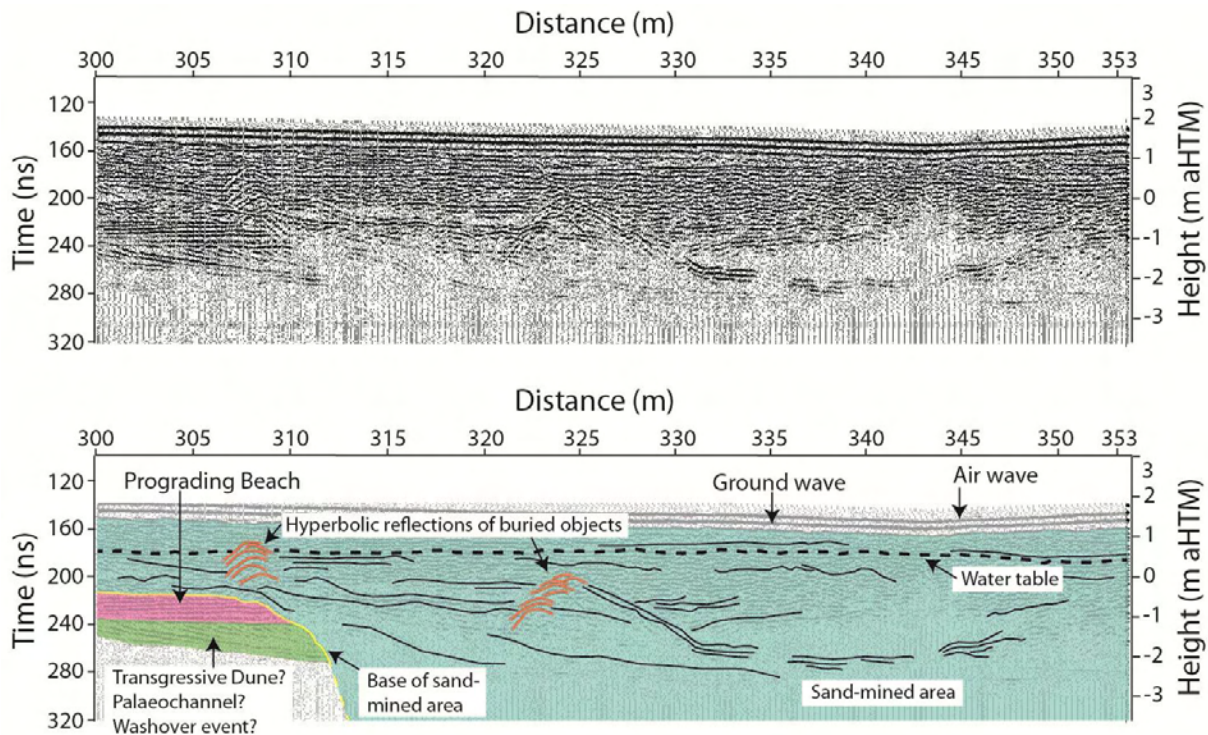 Distance (m)
300 305 310 315 320 325 330 335 340 345 350 353
Time (ns)
120
160
200
240
280
320
3
2
1
0
-1
-2
-3
Height (m aHTM)
Distance (m)
300 305 310 315 320 325 330 335 340 345 350 353
Time (ns)
120
160
200
240
280
320
3
2
1
0
-1
-2
-3
Height (m aHTM)
Prograding Beach
Ground wave
Air wave
Hyperbolic reflections of buried objects
Water table
Transgressive Dune?
Palaeochannel?
Washover event?
Base of sand-
mined area
Sand-mined area